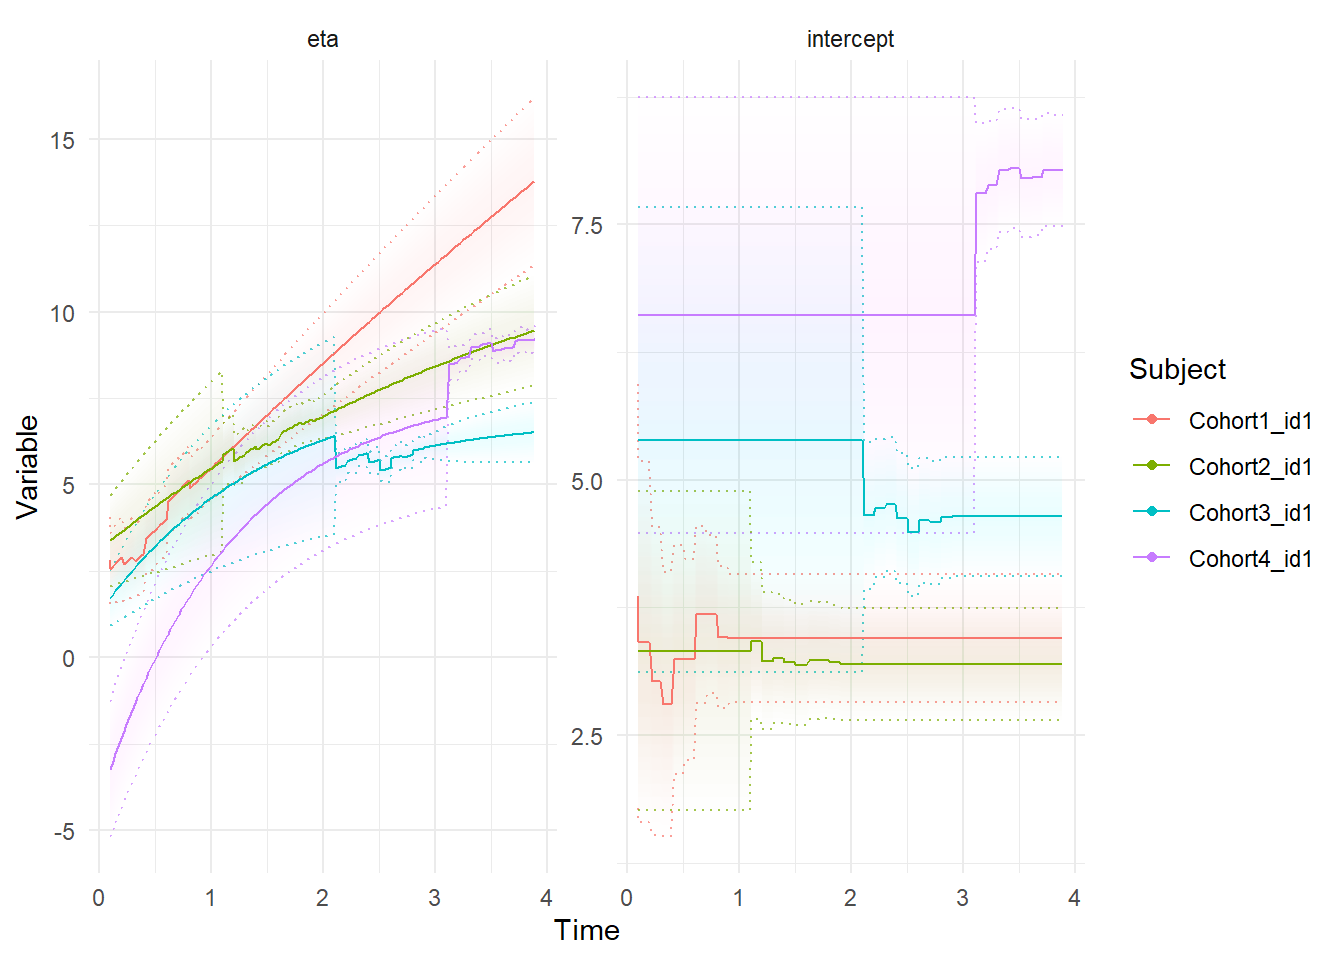 eta
intercept
Variable
15
10
5
0
-5
7.5
5.0
2.5
0 1 2 3 4
0 1 2 3 4
Time
Subject
Cohort1_id1
Cohort2_id1
Cohort3_id1
Cohort4_id1